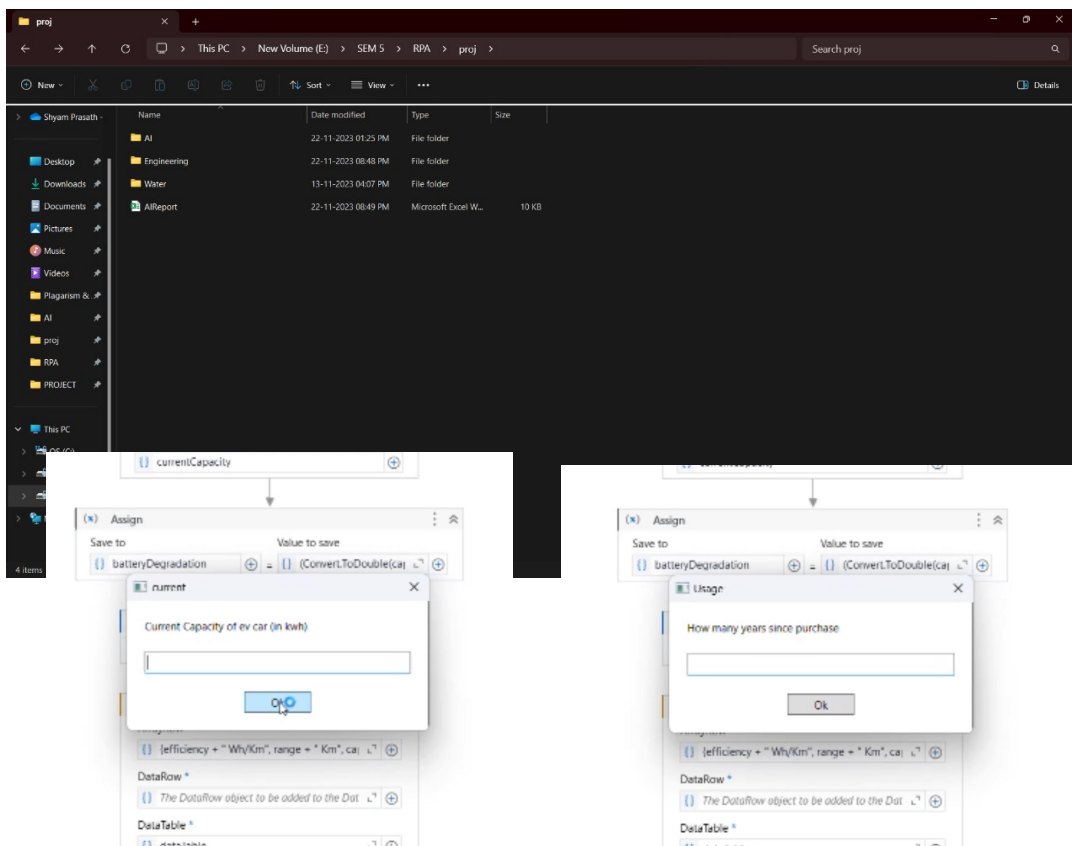 proj
This PC > New Volume (E:) > SEM 5 > RPA > proj >
Search proj
New
Sort
View
Details
Shyam Prasath -
Name
Date modified
Type
Size
AI
22-11-2023 01:25 PM
File folder
Engineering
22-11-2023 08:48 PM
File folder
Water
13-11-2023 04:07 PM
File folder
AIReport
22-11-2023 08:49 PM
Microsoft Excel W...
10 KB
Desktop
Downloads
Documents
Pictures
Music
Videos
Plagarism &
AI
proj
RPA
PROJECT
This PC
OS (C:)
4 items
currentCapacity
Assign
Save to
Value to save
batteryDegradation = (Convert.ToDouble(cap
current
Current Capacity of ev car (in kwh)
Ok
{efficiency + " Wh/Km", range + " Km", cap
DataRow *
The DataRow object to be added to the Dat
DataTable *
dataTable
Assign
Save to
Value to save
batteryDegradation = (Convert.ToDouble(cap
Usage
How many years since purchase
Ok
{efficiency + " Wh/Km", range + " Km", cap
DataRow *
The DataRow object to be added to the Dat
DataTable *